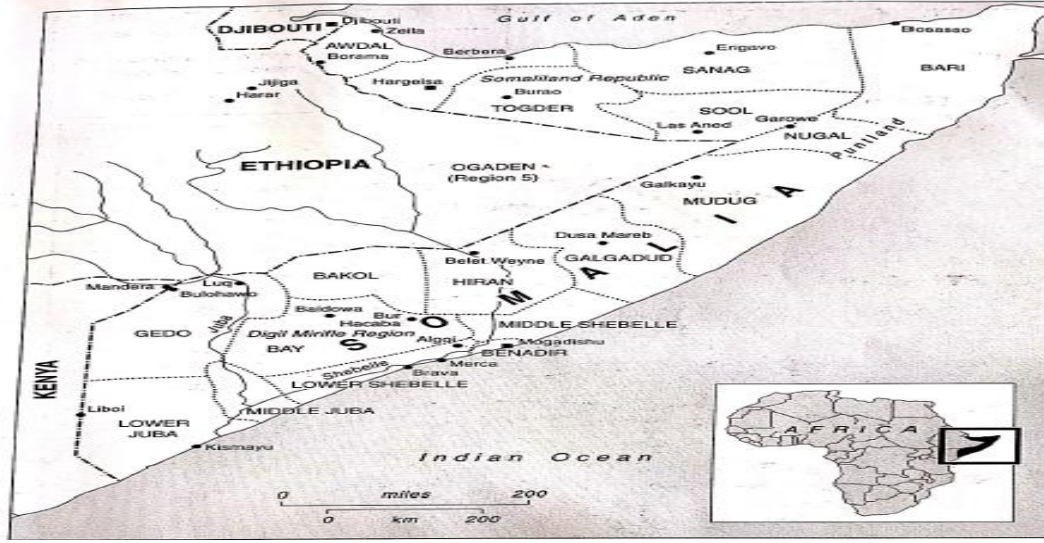 Gulf of Aden
DJIBOUTI
Djibouti
Zeila
AWDAL
Borama
Berbera
Erigavo
Bosasso
Jijiga
Harar
Hargeisa
Somaliland Republic
SANAG
BARI
Burao
TOGDER
SOOL
Las Anod
Garowe
NUGAL
Puntland
ETHIOPIA
OGADEN
(Region 5)
Galkayu
MUDUG
Dusa Mareb
GALGADUD
Belet Weyne
HIRAN
BAKOL
Mandera
Luq
Bulohawo
Baidowa
Bur
Hacaba
GEDO
Juba
Digil Mirifle Region
BAY
SOMALIA
MIDDLE SHEBELLE
Mogadishu
BENADIR
Shebelle
Merca
Brava
LOWER SHEBELLE
KENYA
Liboi
MIDDLE JUBA
LOWER
JUBA
Kismayu
Indian Ocean
AFRICA
0 miles 200
0 km 200